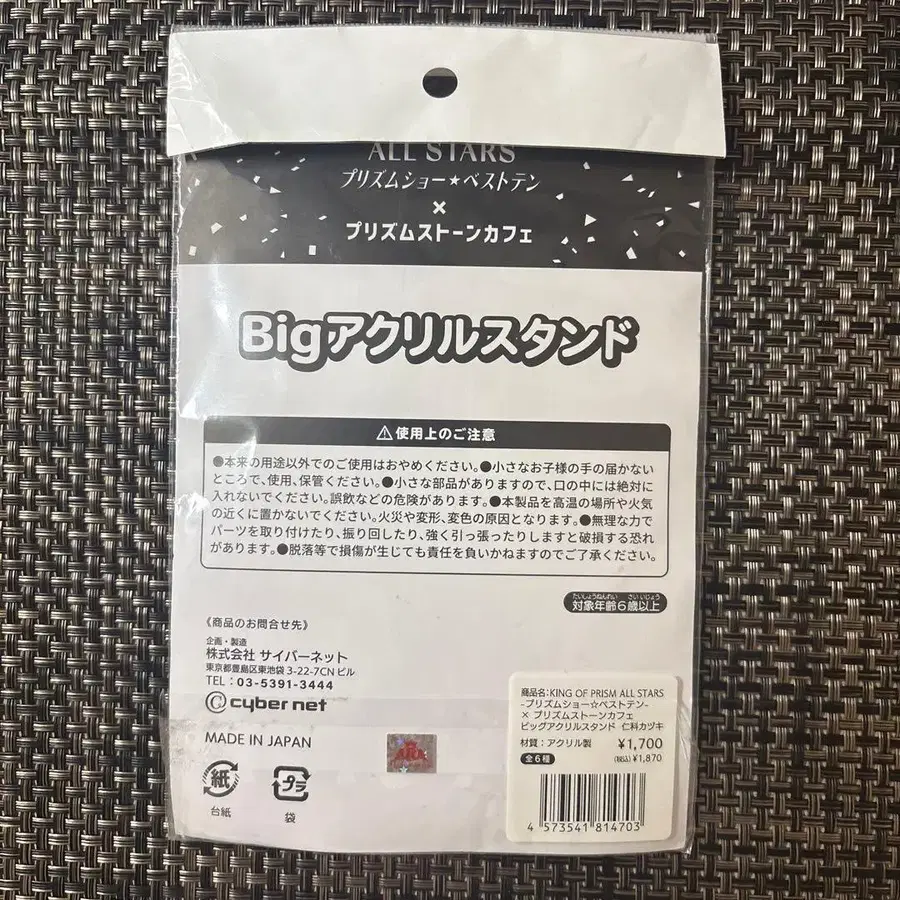 ALL STARS
プリズムショー★ベストテン
×
プリズムストーンカフェ
Bigアクリルスタンド
⚠使用上のご注意
●本来の用途以外でのご使用はおやめください。●小さなお子様の手の届かない
ところで、使用、保管ください。●小さな部品がありますので、口の中には絶対に
入れないでください。誤飲などの危険があります。●本製品を高温の場所や火気
の近くに置かないでください。火災や変形、変色の原因となります。●無理な力で
パーツを取り付けたり、振り回したり、強く引っ張ったりしますと破損する恐れ
があります。●脱落等で損傷が生じても責任を負いかねますのでご了承ください。
たいしょうねんれい さいいじょう
対象年齢6歳以上
《商品のお問合せ先》
企画・製造
株式会社 サイバーネット
東京都豊島区東池袋 3-22-7CN ビル
TEL：03-5391-3444
© cyber net
MADE IN JAPAN
紙
台紙
プラ
袋
商品名:KING OF PRISM ALL STARS
-プリズムショー☆ベストテン-
× プリズムストーンカフェ
ビッグアクリルスタンド 仁科カヅキ
材質：アクリル製 ¥1,700
全6種 (税込)¥1,870
4 573541 814703